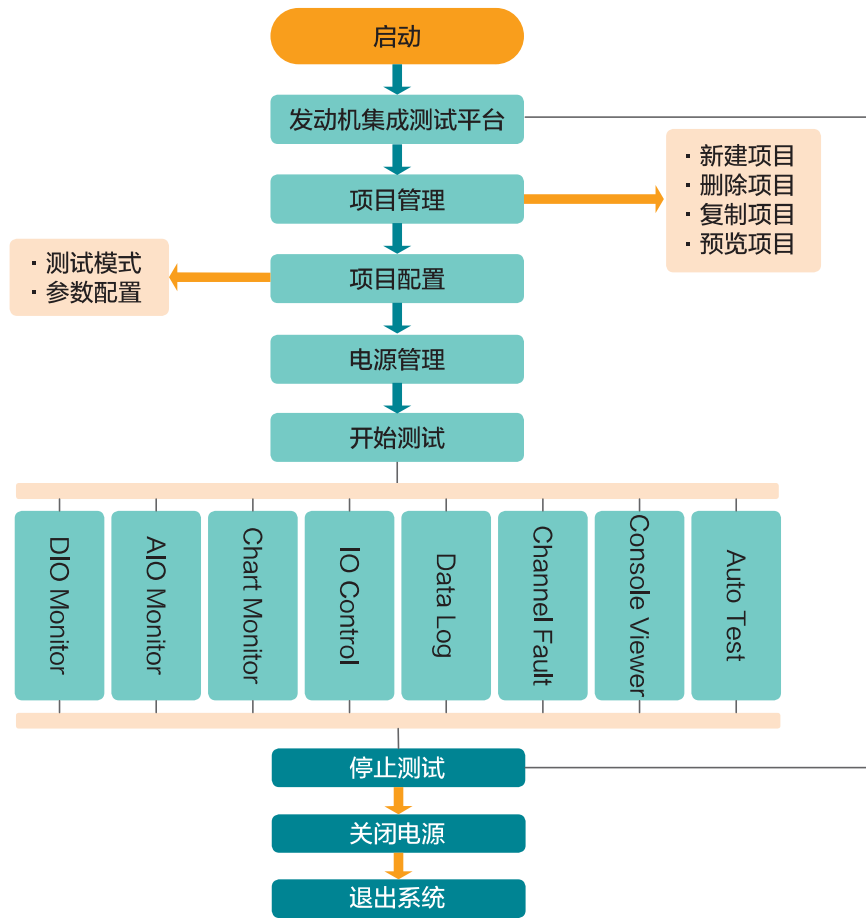 启动
发动机集成测试平台
项目管理
· 新建项目
· 删除项目
· 复制项目
· 预览项目
项目配置
· 测试模式
· 参数配置
电源管理
开始测试
DIO Monitor
AIO Monitor
Chart Monitor
IO Control
Data Log
Channel Fault
Console Viewer
Auto Test
停止测试
关闭电源
退出系统